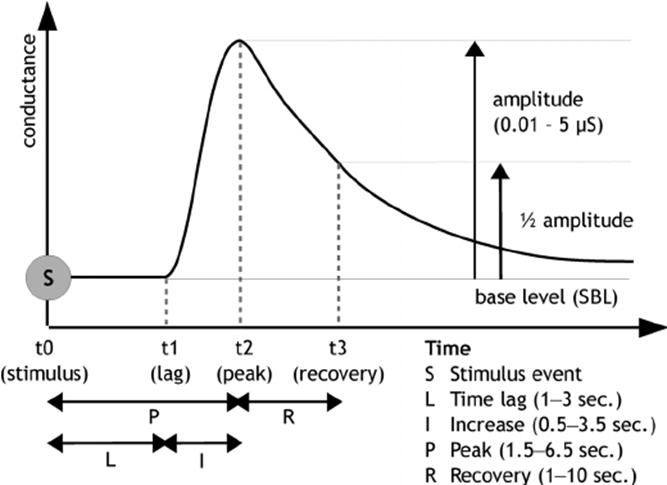 conductance
amplitude
(0.01 - 5 µS)
½ amplitude
S
base level (SBL)
t0
(stimulus)
t1
(lag)
t2
(peak)
t3
(recovery)
P
R
L
I
Time
S Stimulus event
L Time lag (1–3 sec.)
I Increase (0.5–3.5 sec.)
P Peak (1.5–6.5 sec.)
R Recovery (1–10 sec.)